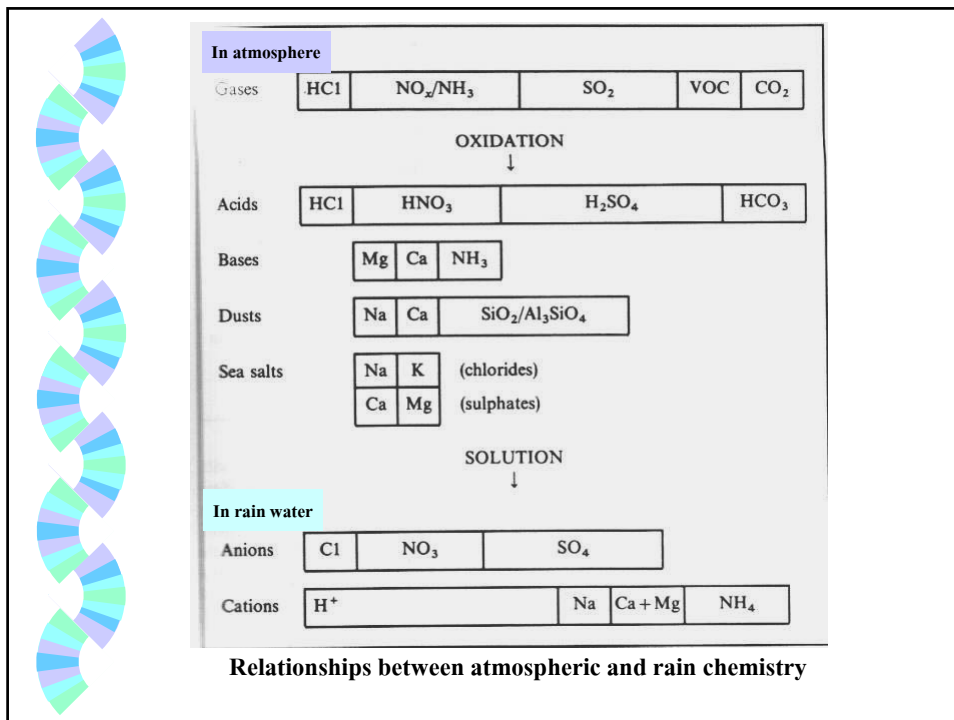 In atmosphere
Gases HCl NOₓ/NH₃ SO₂ VOC CO₂
OXIDATION
↓
Acids HCl HNO₃ H₂SO₄ HCO₃
Bases Mg Ca NH₃
Dusts Na Ca SiO₂/Al₃SiO₄
Sea salts Na K (chlorides)
Ca Mg (sulphates)
SOLUTION
↓
In rain water
Anions Cl NO₃ SO₄
Cations H⁺ Na Ca + Mg NH₄
Relationships between atmospheric and rain chemistry